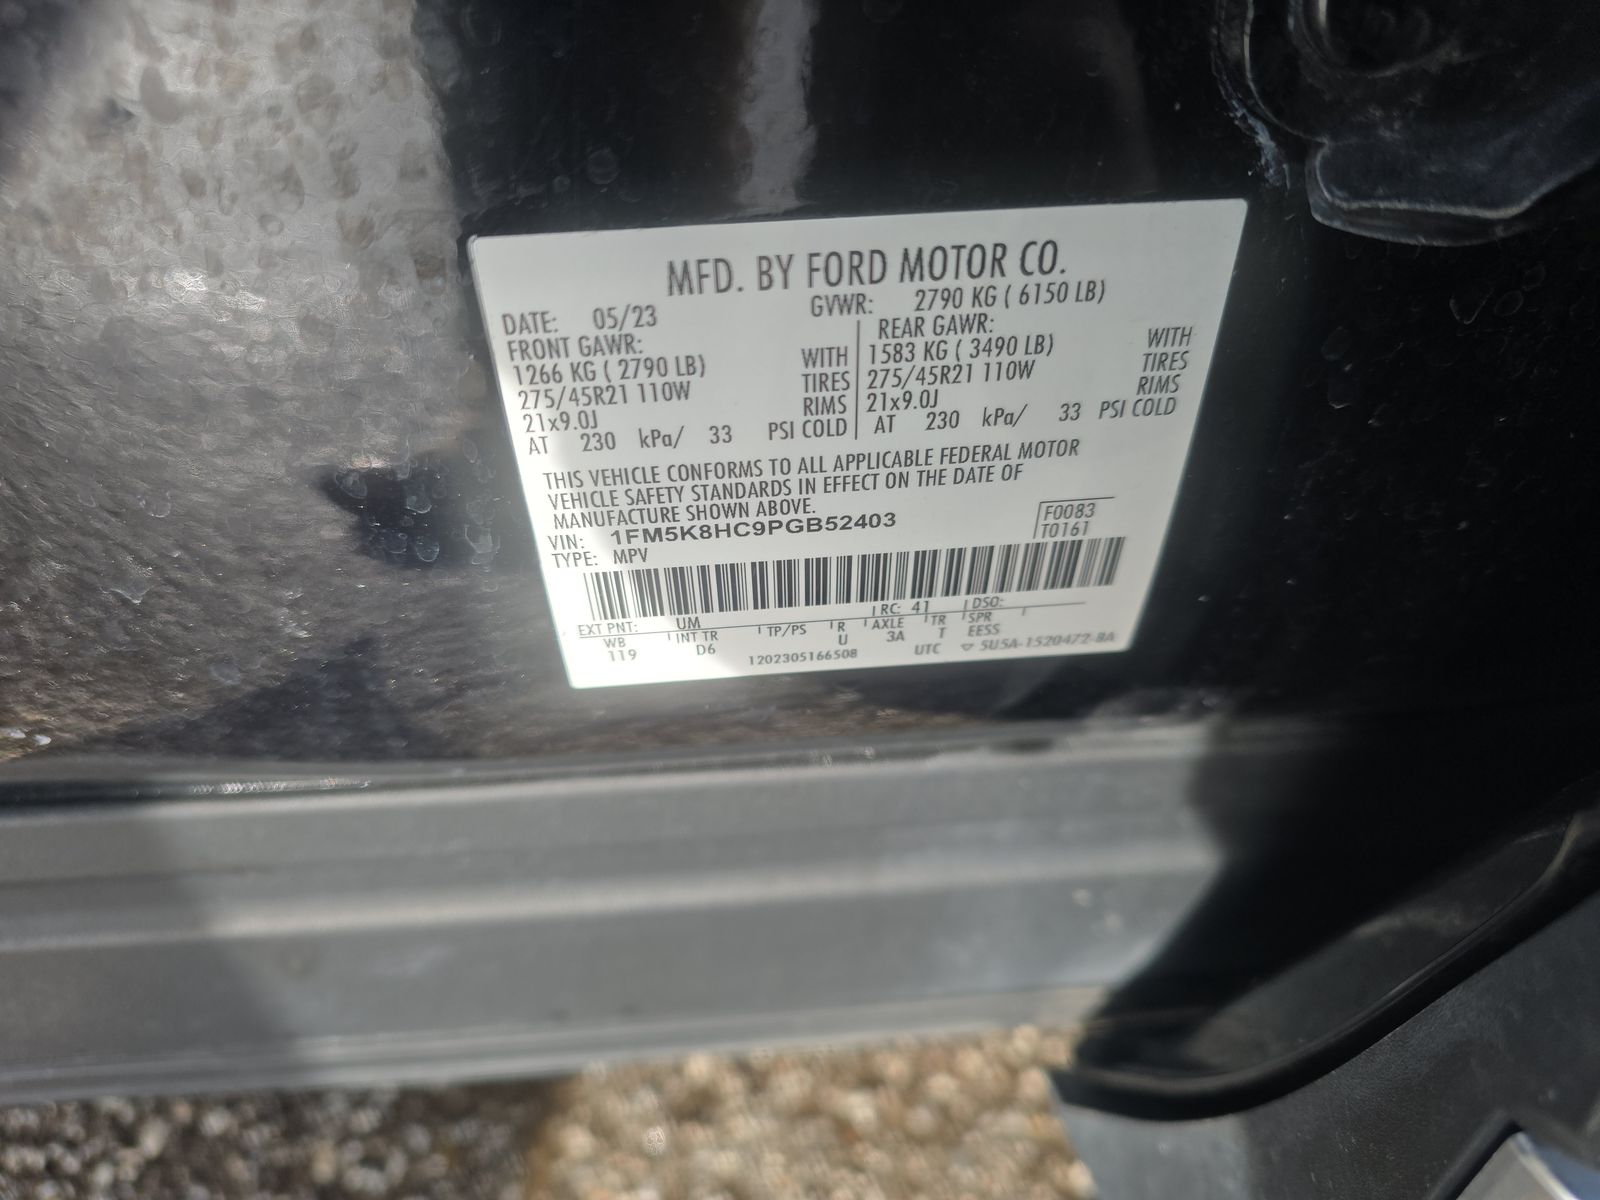 MFD. BY FORD MOTOR CO.
DATE: 05/23 GVWR: 2790 KG ( 6150 LB)
FRONT GAWR: REAR GAWR:
1266 KG ( 2790 LB) WITH 1583 KG ( 3490 LB) WITH
275/45R21 110W TIRES 275/45R21 110W TIRES
21x9.0J RIMS 21x9.0J RIMS
AT 230 kPa/ 33 PSI COLD AT 230 kPa/ 33 PSI COLD
THIS VEHICLE CONFORMS TO ALL APPLICABLE FEDERAL MOTOR
VEHICLE SAFETY STANDARDS IN EFFECT ON THE DATE OF
MANUFACTURE SHOWN ABOVE.
VIN: 1FM5K8HC9PGB52403 F0083
TYPE: MPV T0161
EXT PNT: UM RC: 41 DSO:
WB INT TR TP/PS R AXLE TR SPR
119 D6 U 3A T EESS
1202305166508 UTC ▽ 5U5A-1520472-BA